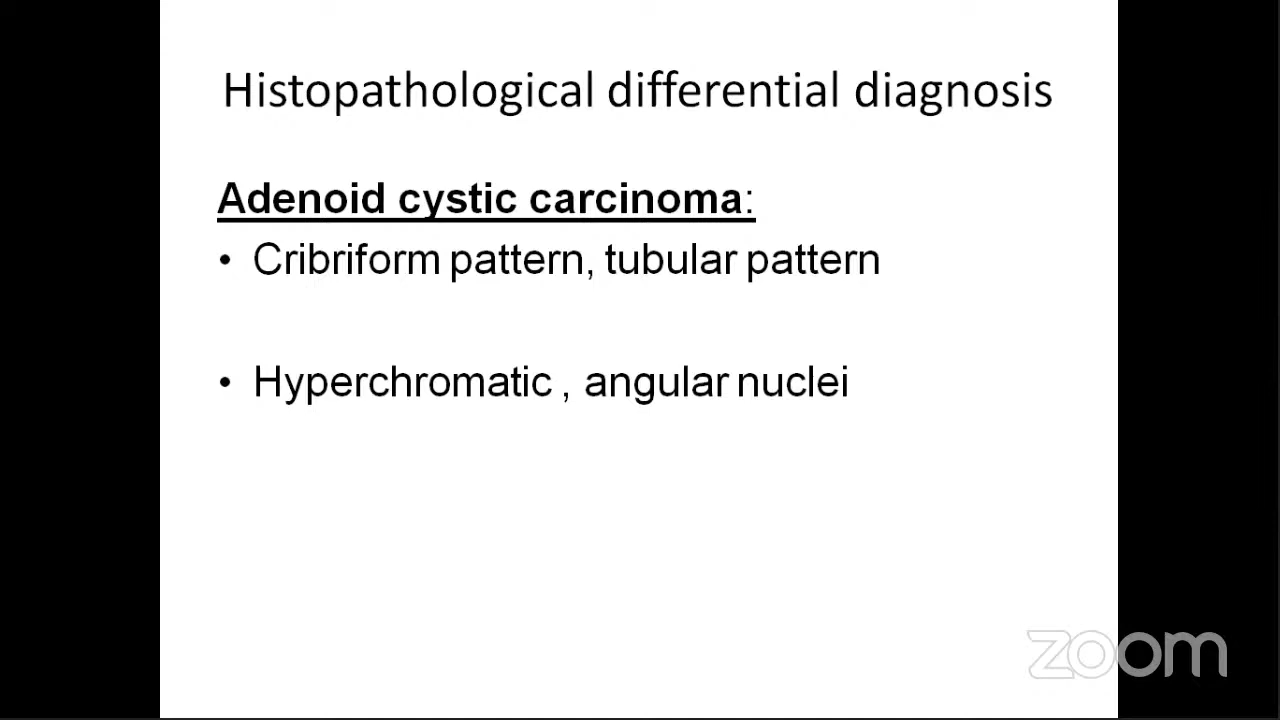 Histopathological differential diagnosis
Adenoid cystic carcinoma:
• Cribriform pattern, tubular pattern
• Hyperchromatic , angular nuclei
zoom